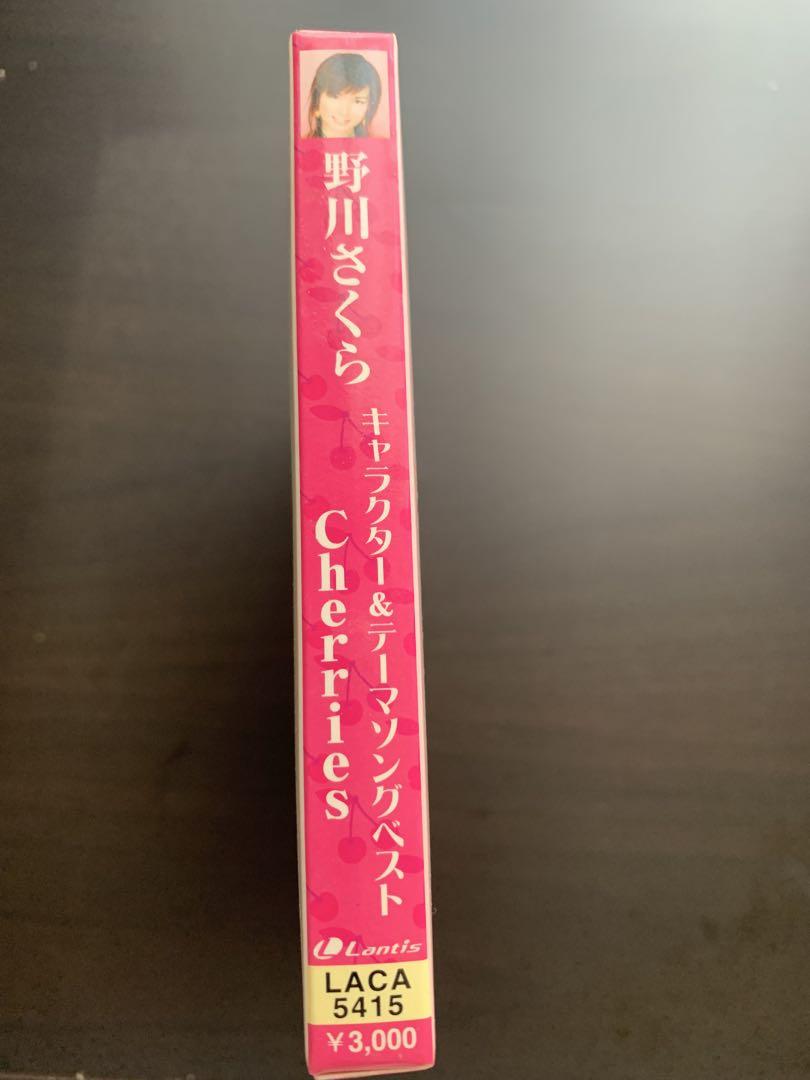 野川さくら
キャラクター&テーマソングベスト
Cherries
Lantis
LACA
5415
¥3,000